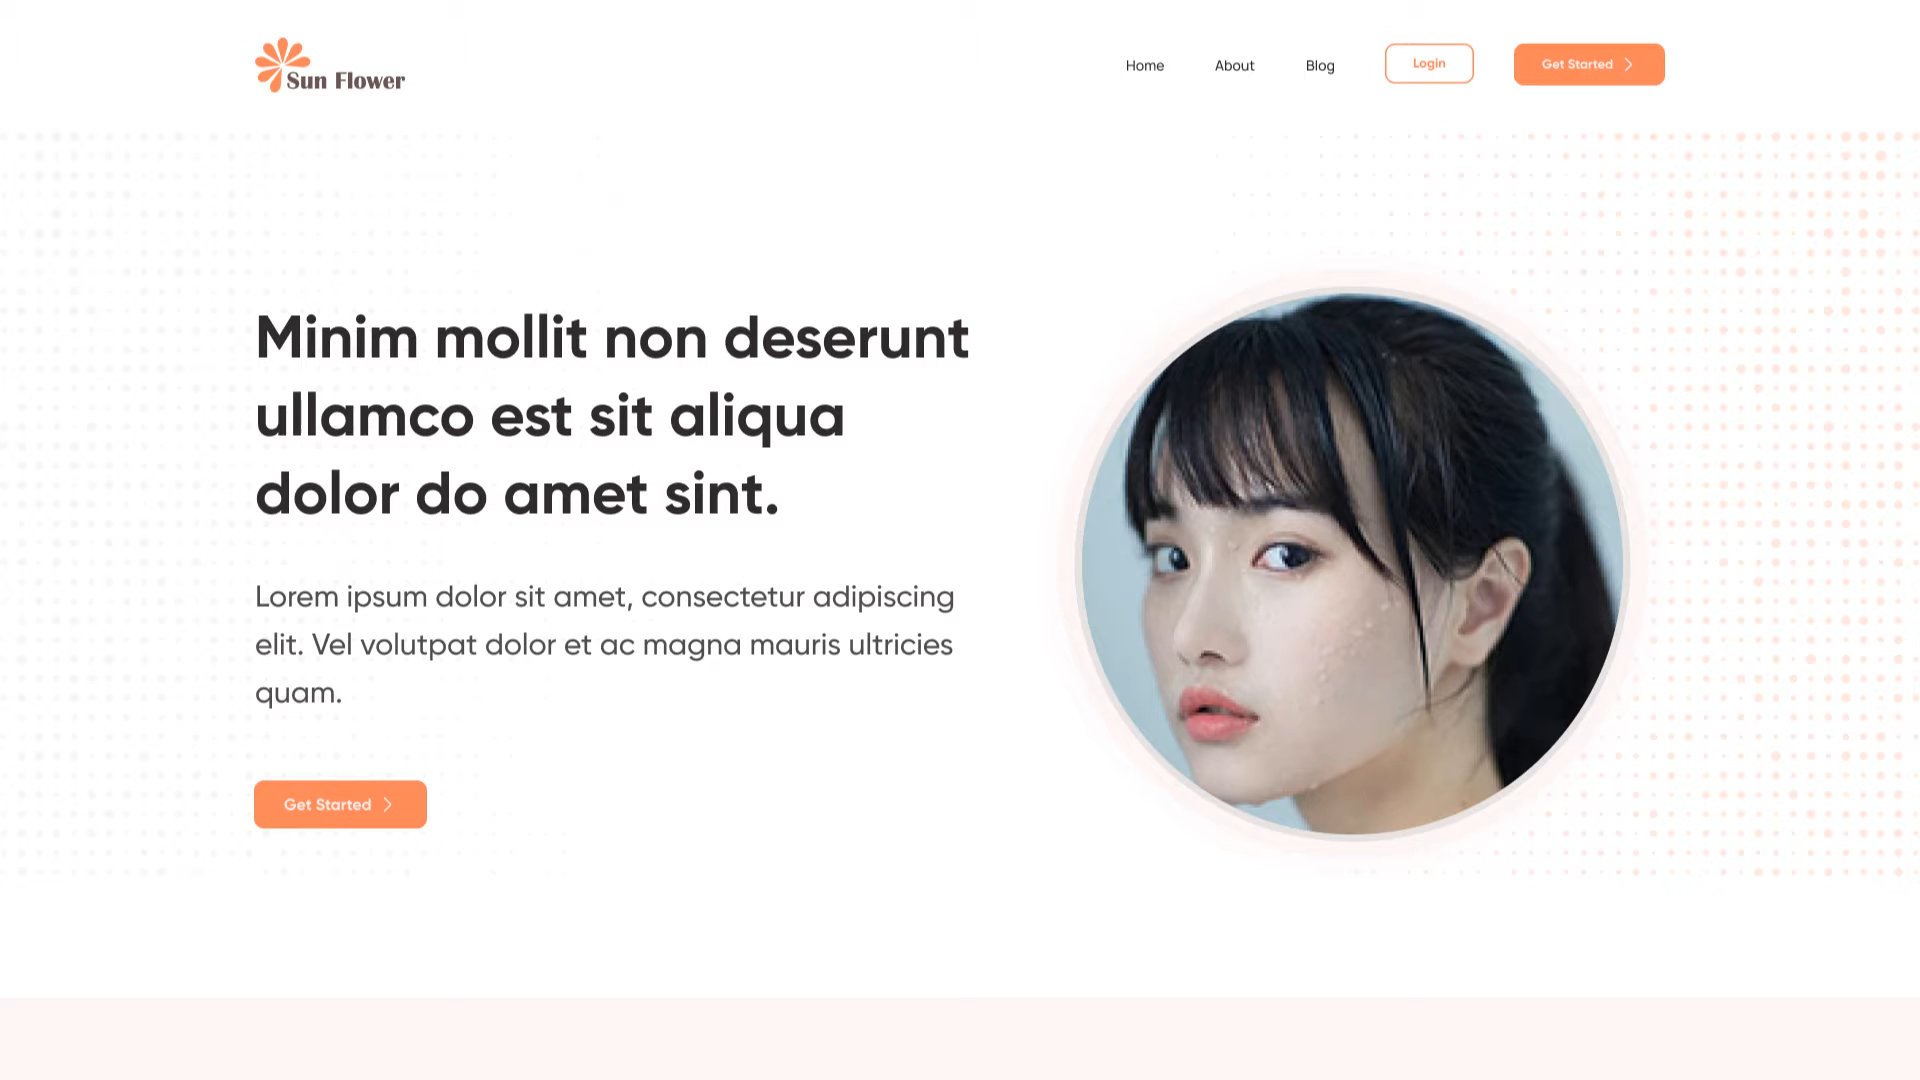 Sun Flower
Home
About
Blog
Login
Get Started
Minim mollit non deserunt
ullamco est sit aliqua
dolor do amet sint.
Lorem ipsum dolor sit amet, consectetur adipiscing
elit. Vel volutpat dolor et ac magna mauris ultricies
quam.
Get Started